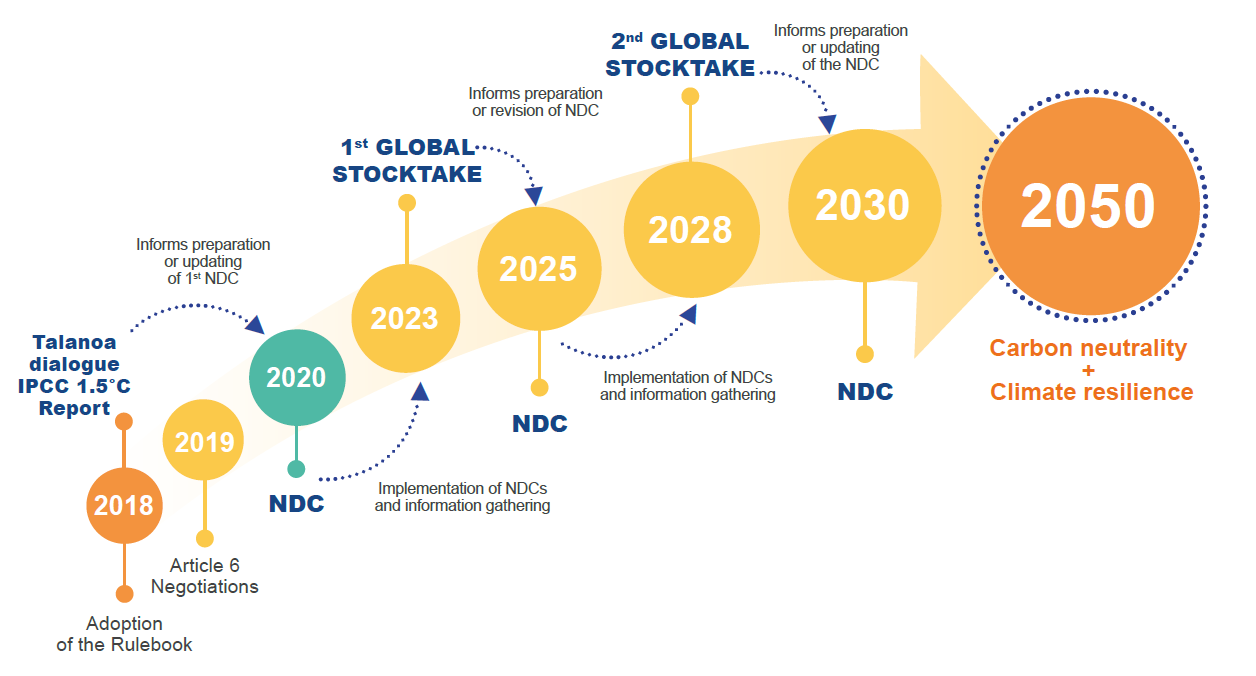 2nd GLOBAL
STOCKTAKE
Informs preparation
or updating
of the NDC
Informs preparation
or revision of NDC
1st GLOBAL
STOCKTAKE
2050
2030
2028
2025
Informs preparation
or updating
of 1st NDC
2023
Talanoa
dialogue
IPCC 1.5°C
Report
2020
Carbon neutrality
+
Climate resilience
Implementation of NDCs
and information gathering
NDC
NDC
2019
2018
NDC
Implementation of NDCs
and information gathering
Article 6
Negotiations
Adoption
of the Rulebook